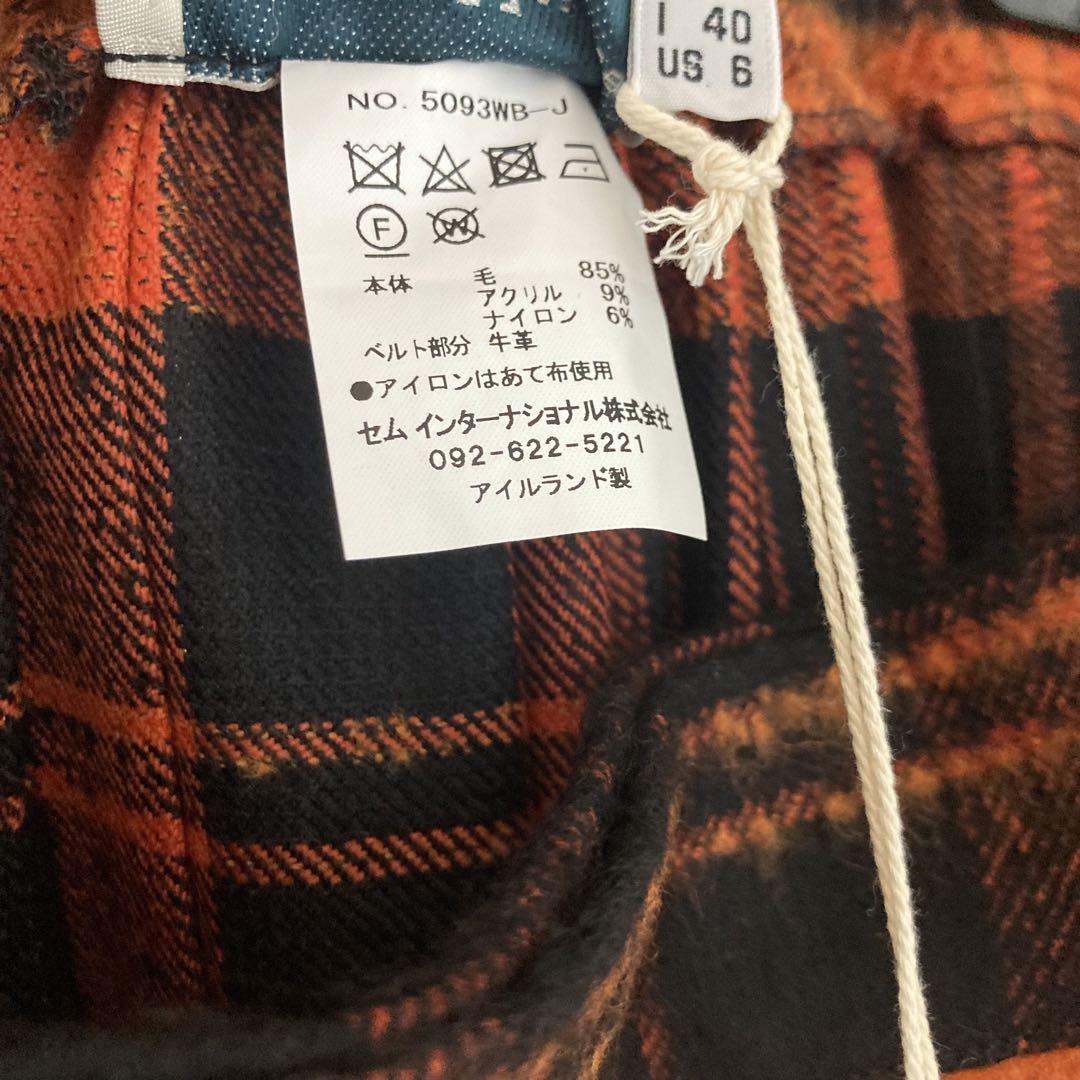 I 40
US 6
NO. 5093WB-J
F W
本体 毛 85%
アクリル 9%
ナイロン 6%
ベルト部分 牛革
●アイロンはあて布使用
セム インターナショナル株式会社
092-622-5221
アイルランド製